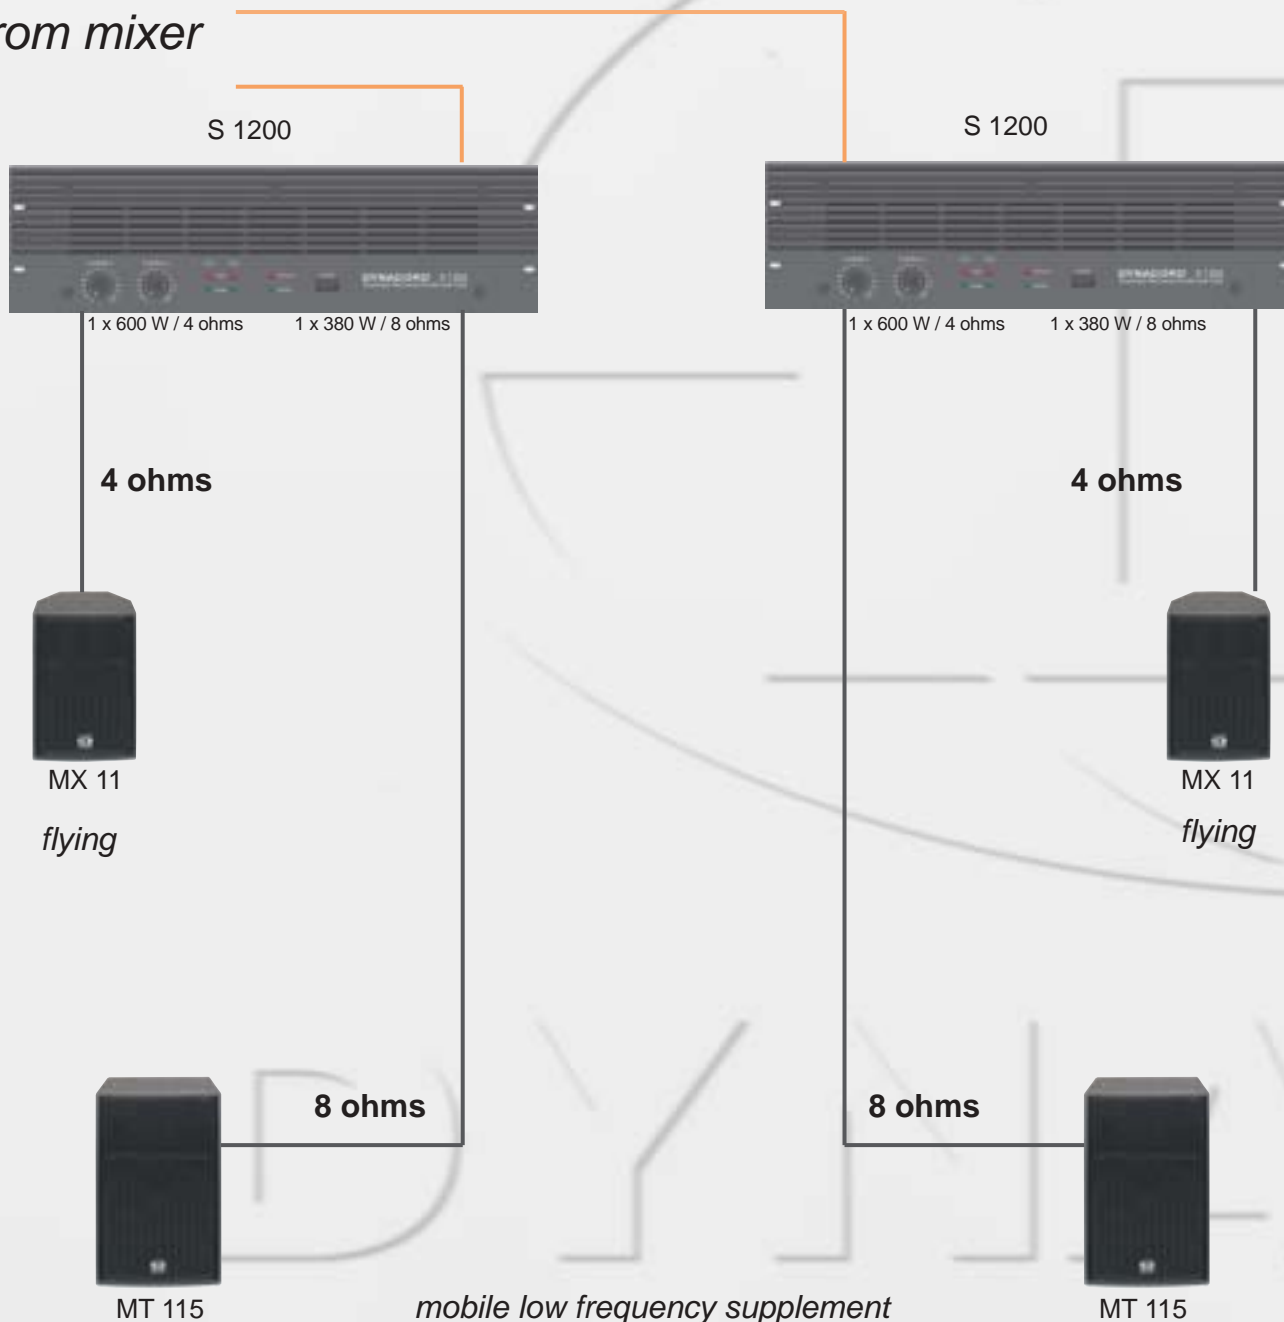 rom mixer
S 1200
S 1200
DYNACORD
DYNACORD
1 x 600 W / 4 ohms
1 x 380 W / 8 ohms
1 x 600 W / 4 ohms
1 x 380 W / 8 ohms
4 ohms
4 ohms
MX 11
MX 11
flying
flying
8 ohms
8 ohms
MT 115
mobile low frequency supplement
MT 115